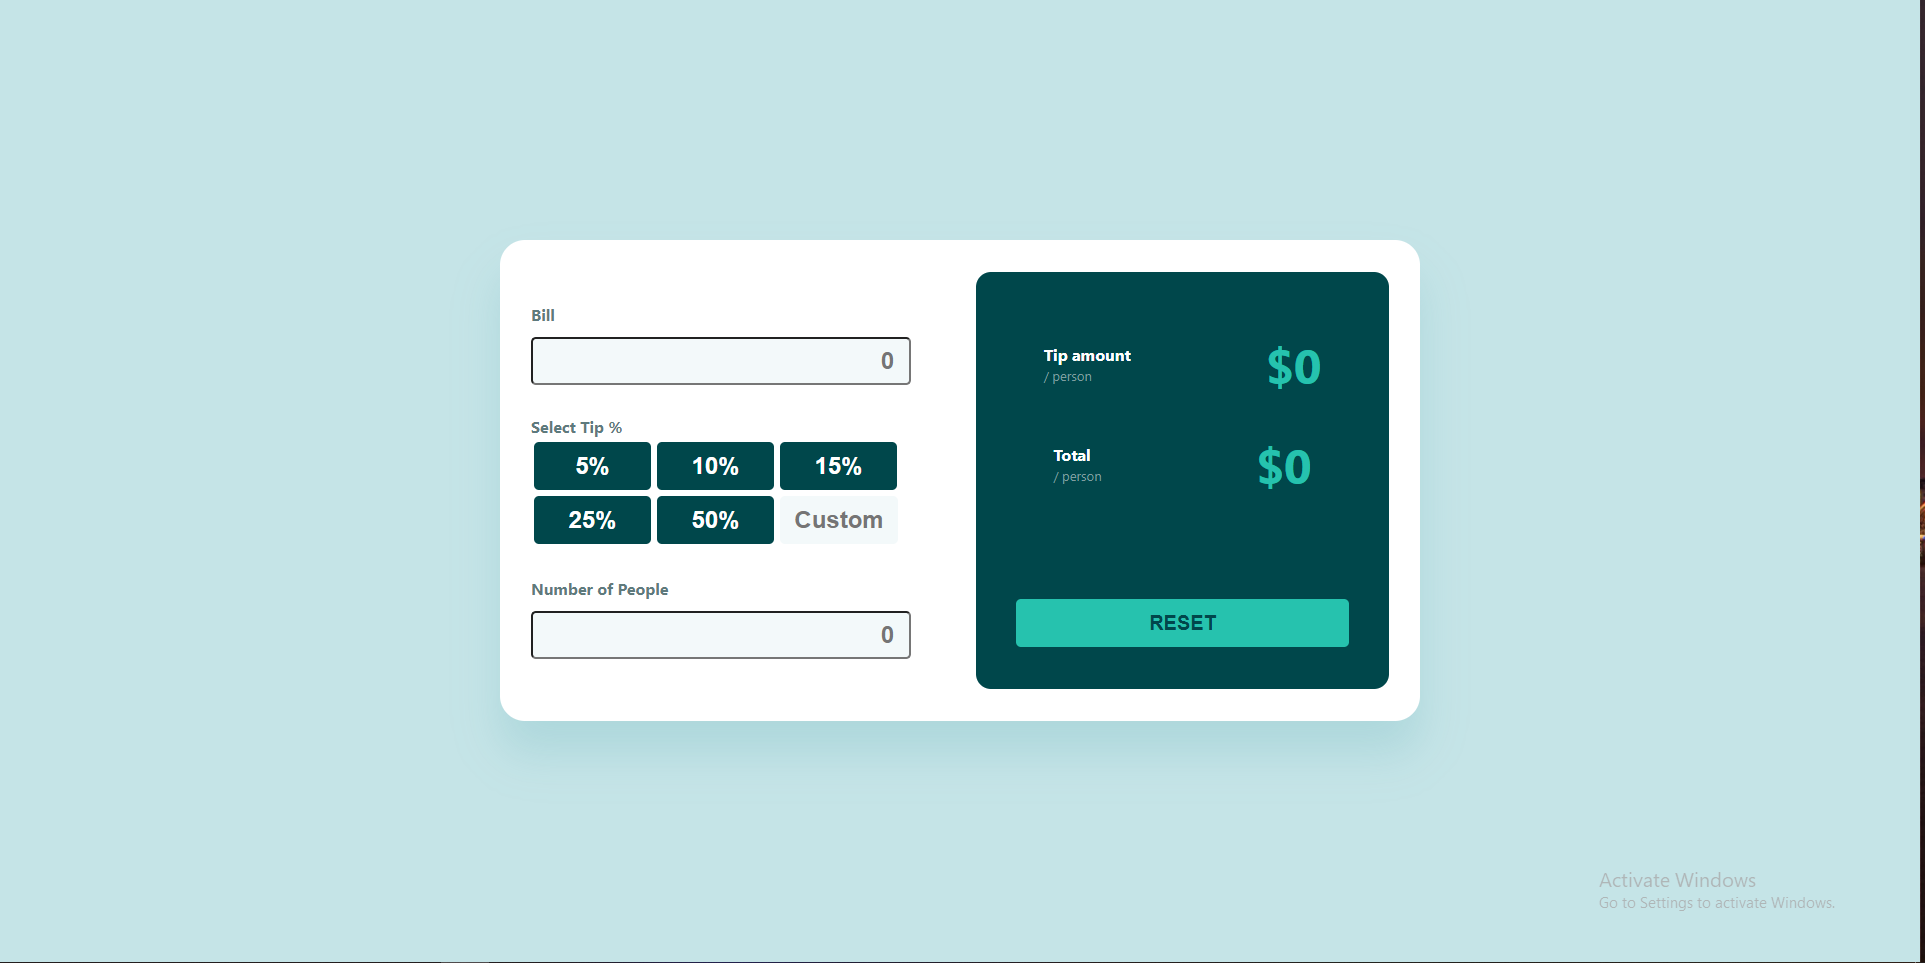 Bill
0
Select Tip %
5% 10% 15%
25% 50% Custom
Number of People
0
Tip amount
/ person
$0
Total
/ person
$0
RESET
Activate Windows
Go to Settings to activate Windows.